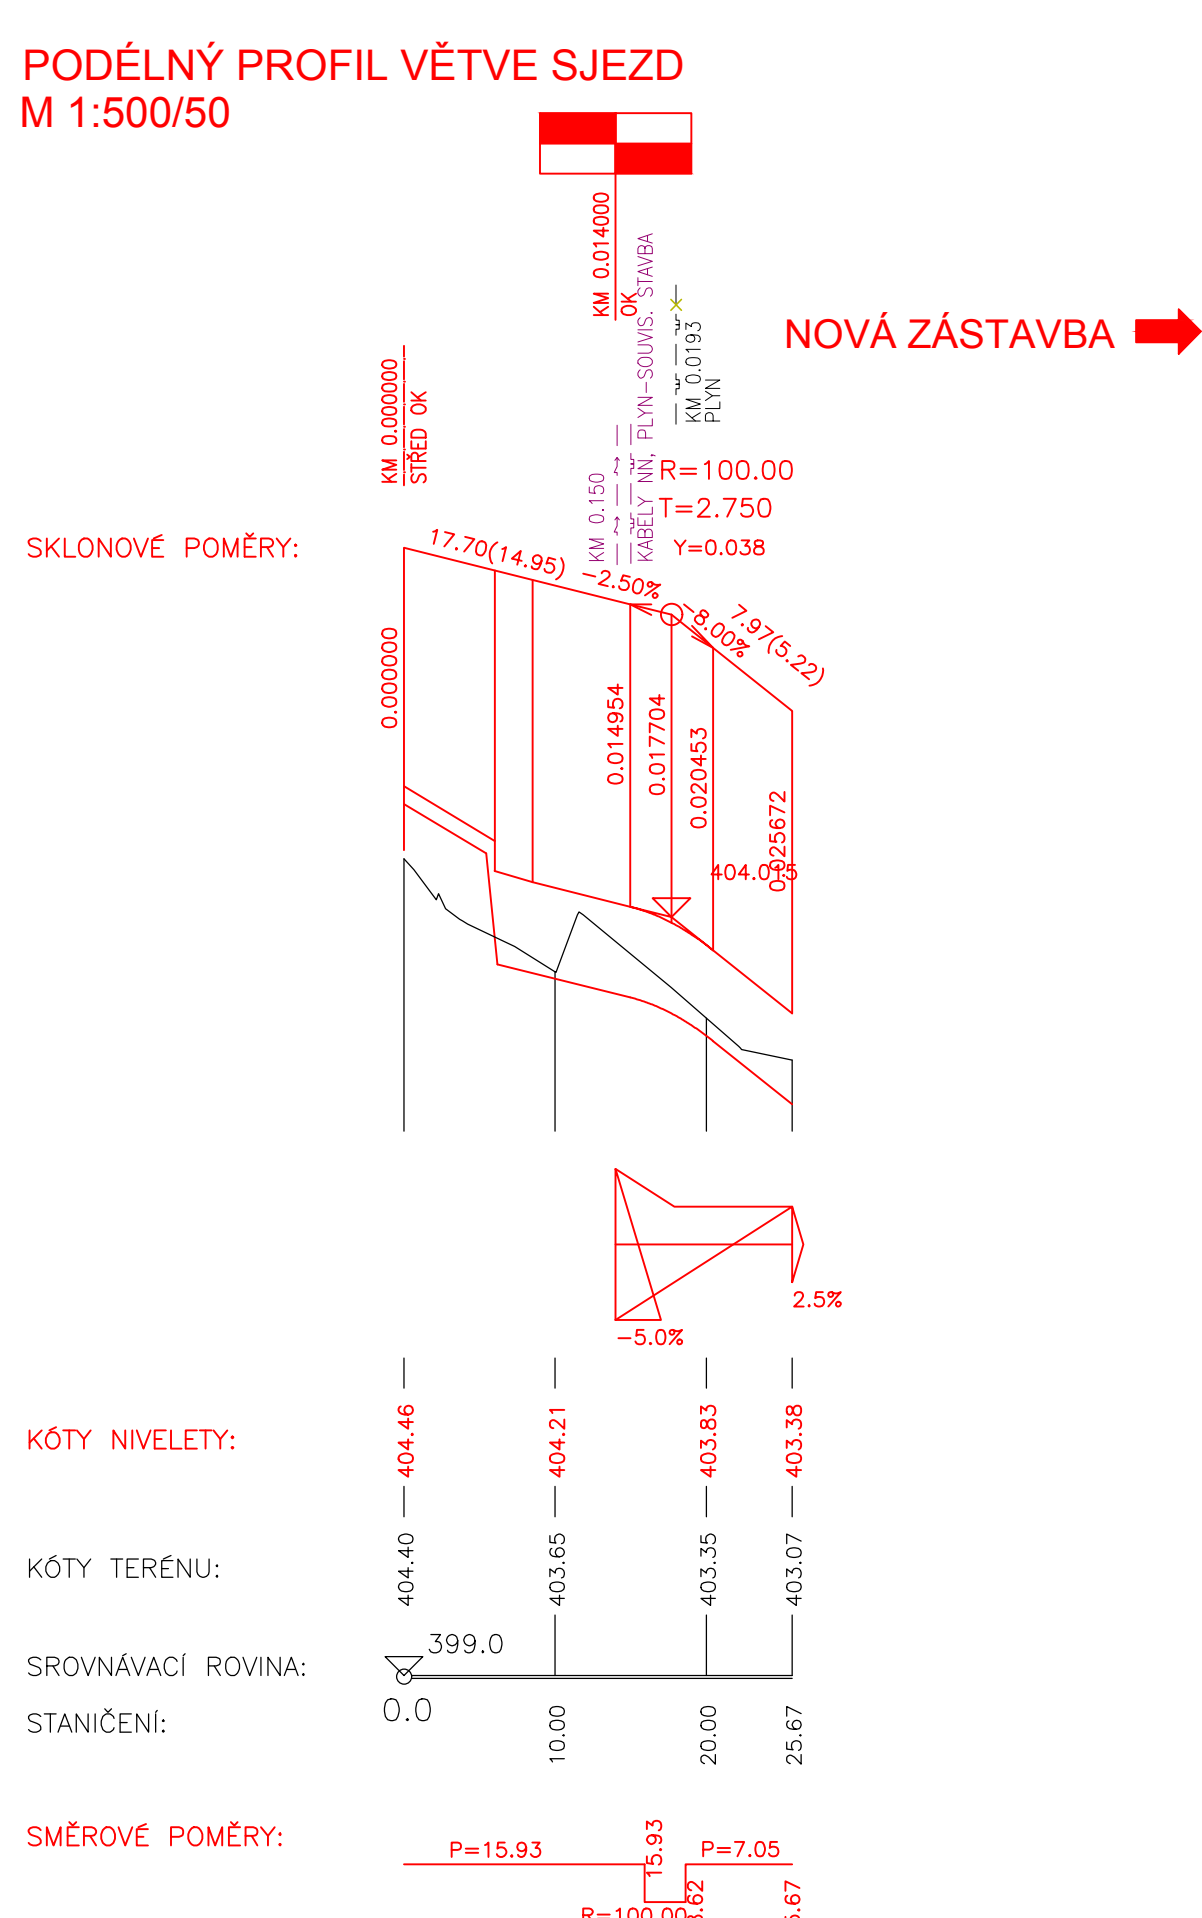 PODÉLNÝ PROFIL VĚTVE SJEZD
M 1:500/50
KM 0.014000
OK
KABELY NN, PLYN-SOUVIS. STAVBA
KM 0.150
KM 0.0193
PLYN
NOVÁ ZÁSTAVBA
KM 0.000000
STŘED OK
R=100.00
T=2.750
Y=0.038
SKLONOVÉ POMĚRY:
17.70(14.95)
-2.50%
-8.00%
7.97(5.22)
0.000000
0.014954
0.017704
0.020453
0.025672
404.015
2.5%
-5.0%
KÓTY NIVELETY:
404.46
404.21
403.83
403.38
KÓTY TERÉNU:
404.40
403.65
403.35
403.07
SROVNÁVACÍ ROVINA:
399.0
STANIČENÍ:
0.0
10.00
20.00
25.67
SMĚROVÉ POMĚRY:
P=15.93
15.93
P=7.05
R=100.00